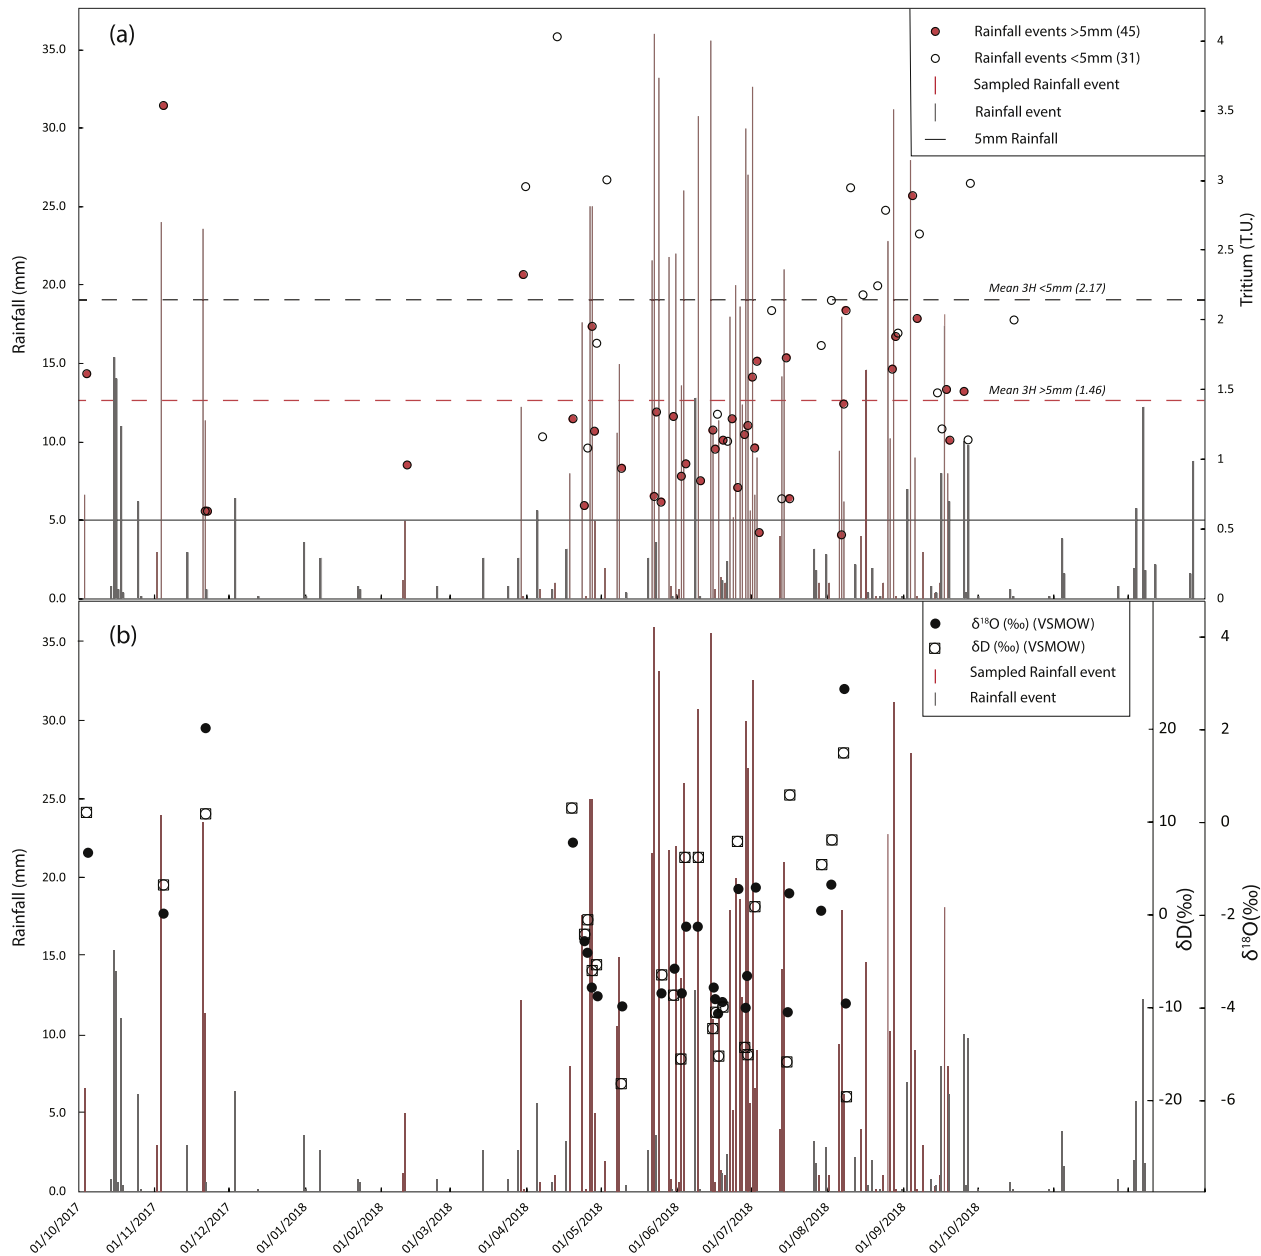 (a)
Rainfall events >5mm (45)
Rainfall events <5mm (31)
Sampled Rainfall event
Rainfall event
5mm Rainfall
35.0
30.0
25.0
20.0
15.0
10.0
5.0
0.0
Rainfall (mm)
4
3.5
3
2.5
2
1.5
1
0.5
0
Tritium (T.U.)
Mean 3H <5mm (2.17)
Mean 3H >5mm (1.46)
(b)
δ¹⁸O (‰) (VSMOW)
δD (‰) (VSMOW)
Sampled Rainfall event
Rainfall event
35.0
30.0
25.0
20.0
15.0
10.0
5.0
0.0
Rainfall (mm)
20
10
0
-10
-20
δD(‰)
4
2
0
-2
-4
-6
δ¹⁸O(‰)
01/10/2017
01/11/2017
01/12/2017
01/01/2018
01/02/2018
01/03/2018
01/04/2018
01/05/2018
01/06/2018
01/07/2018
01/08/2018
01/09/2018
01/10/2018